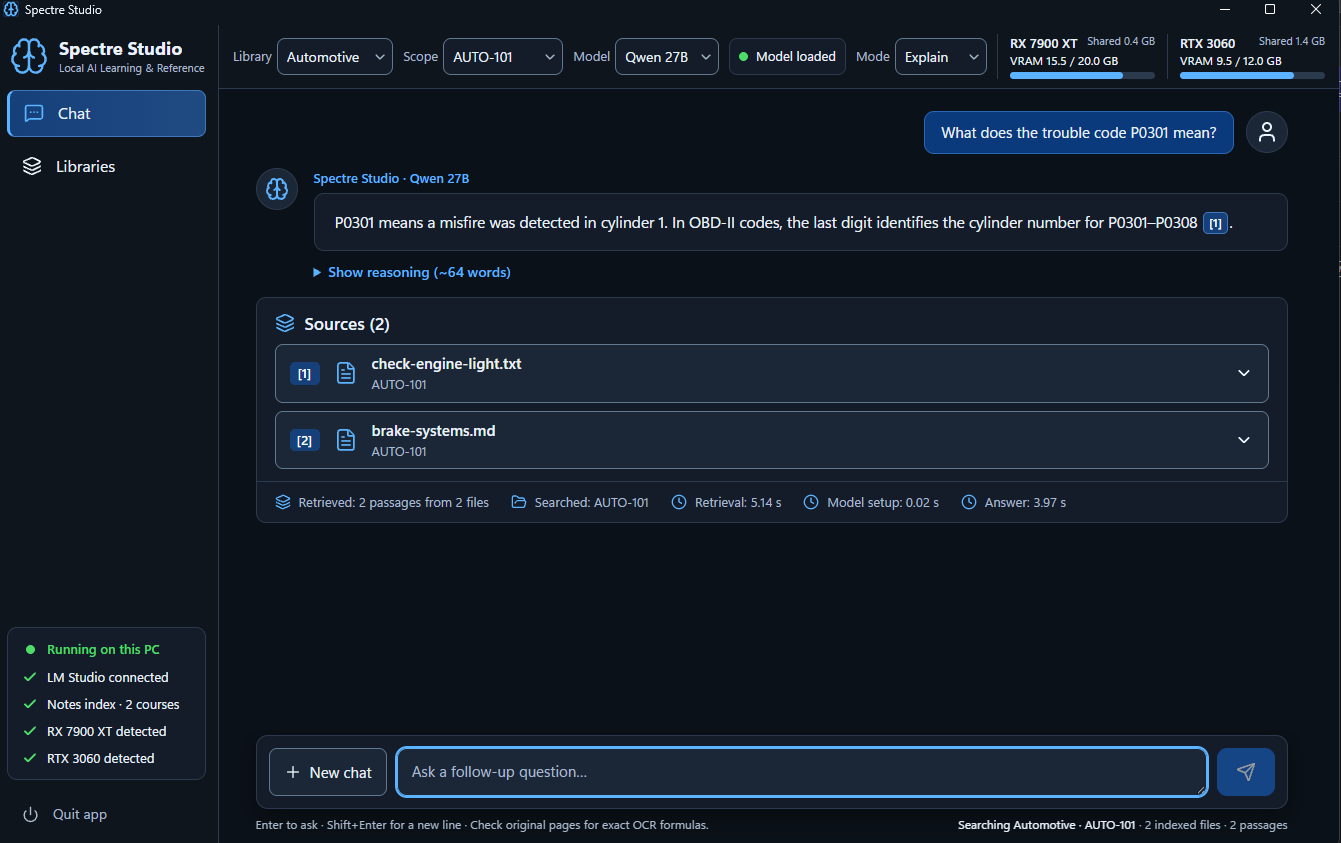 Spectre Studio
Spectre Studio
Local AI Learning & Reference
Chat
Libraries
Library Automotive Scope AUTO-101 Model Qwen 27B Model loaded Mode Explain
RX 7900 XT Shared 0.4 GB
VRAM 15.5 / 20.0 GB
RTX 3060 Shared 1.4 GB
VRAM 9.5 / 12.0 GB
What does the trouble code P0301 mean?
Spectre Studio · Qwen 27B
P0301 means a misfire was detected in cylinder 1. In OBD-II codes, the last digit identifies the cylinder number for P0301–P0308 [1].
Show reasoning (~64 words)
Sources (2)
[1] check-engine-light.txt
AUTO-101
[2] brake-systems.md
AUTO-101
Retrieved: 2 passages from 2 files Searched: AUTO-101 Retrieval: 5.14 s Model setup: 0.02 s Answer: 3.97 s
Running on this PC
LM Studio connected
Notes index · 2 courses
RX 7900 XT detected
RTX 3060 detected
Quit app
+ New chat
Ask a follow-up question...
Enter to ask · Shift+Enter for a new line · Check original pages for exact OCR formulas.
Searching Automotive · AUTO-101 · 2 indexed files · 2 passages